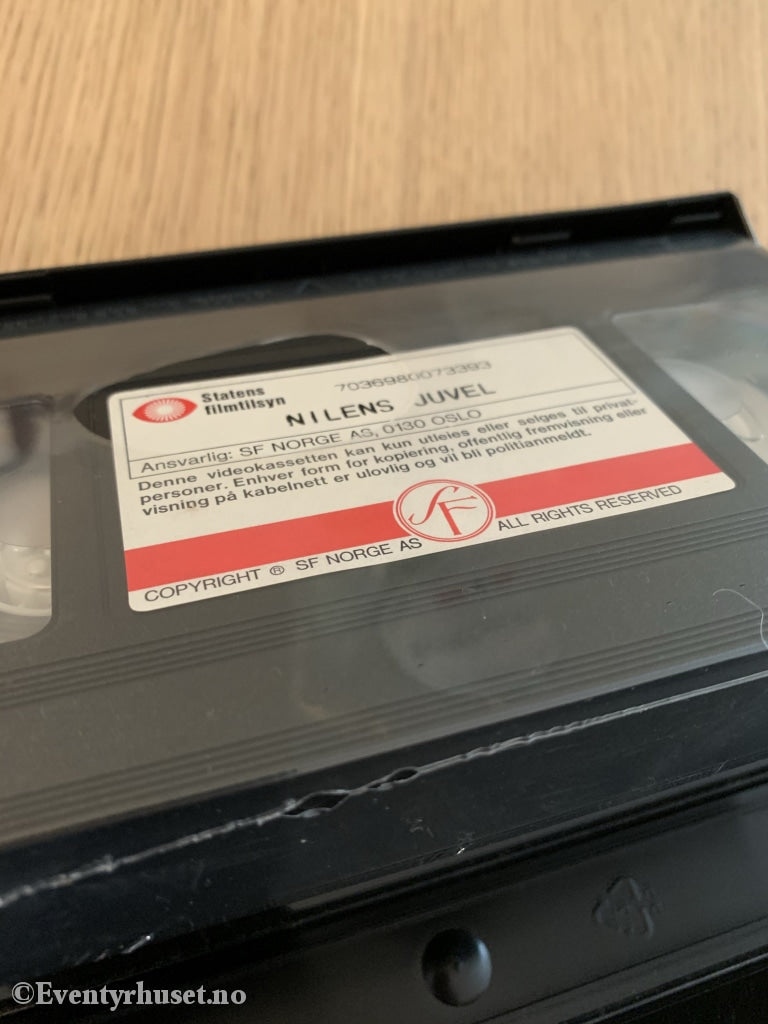 Statens
filmtilsyn
7036980073393
NILENS JUVEL
Ansvarlig: SF NORGE AS, 0130 OSLO
Denne videokassetten kan kun utleies eller selges til privat-
personer. Enhver form for kopiering, offentlig fremvisning eller
visning på kabelnett er ulovlig og vil bli politianmeldt.
SF
COPYRIGHT ® SF NORGE AS
ALL RIGHTS RESERVED
©Eventyrhuset.no